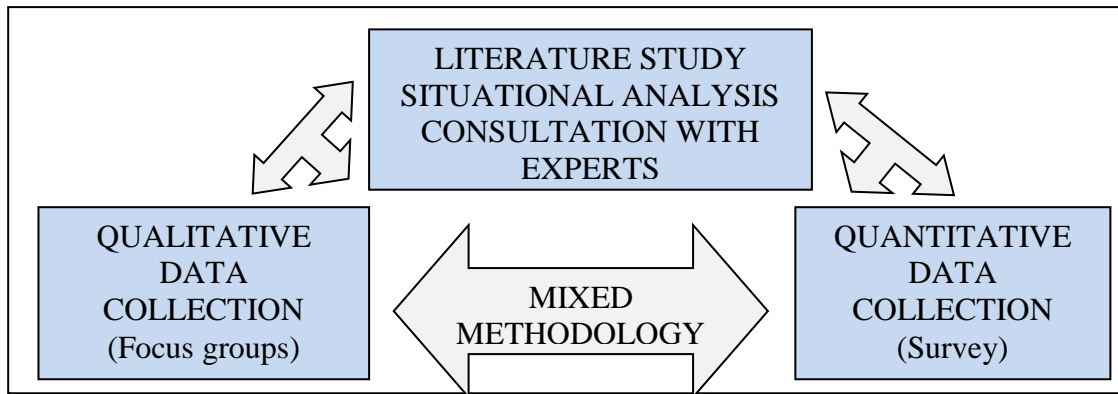 LITERATURE STUDY
SITUATIONAL ANALYSIS
CONSULTATION WITH
EXPERTS
QUALITATIVE
DATA
COLLECTION
(Focus groups)
MIXED
METHODOLOGY
QUANTITATIVE
DATA
COLLECTION
(Survey)